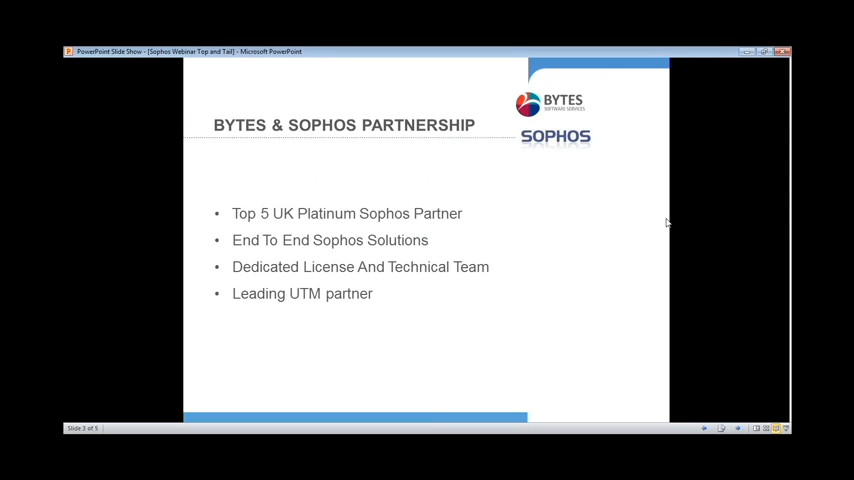 PowerPoint Slide Show - [Sophos Webinar Top and Tail] - Microsoft PowerPoint
BYTES
SOFTWARE SERVICES
BYTES & SOPHOS PARTNERSHIP
SOPHOS
• Top 5 UK Platinum Sophos Partner
• End To End Sophos Solutions
• Dedicated License And Technical Team
• Leading UTM partner
Slide 3 of 5